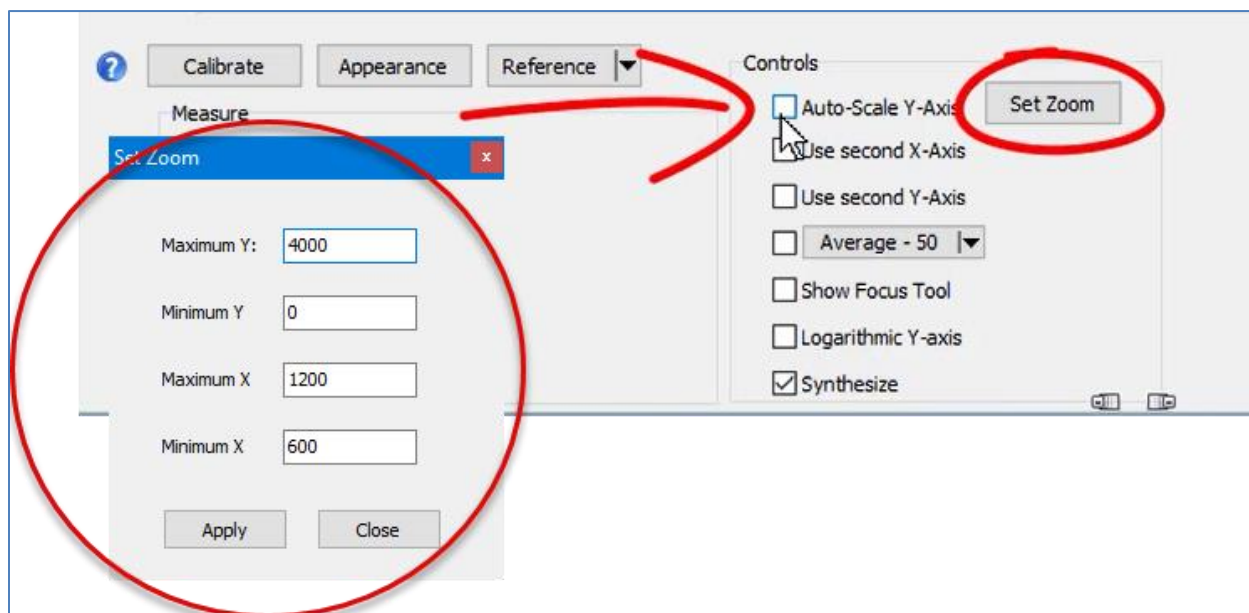 ?
Calibrate
Appearance
Reference
Measure
Set Zoom
x
Maximum Y: 4000
Minimum Y 0
Maximum X 1200
Minimum X 600
Apply Close
Controls
Auto-Scale Y-Axis
Set Zoom
Use second X-Axis
Use second Y-Axis
Average - 50
Show Focus Tool
Logarithmic Y-axis
Synthesize